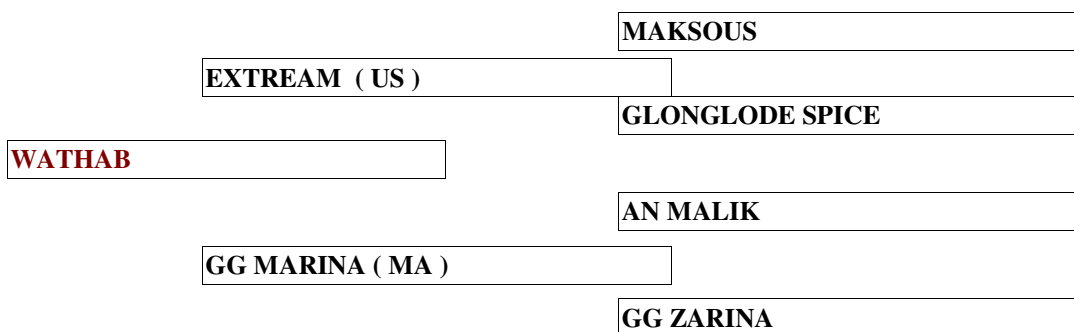 MAKSOUS
EXTREAM ( US )
GLONGLODE SPICE
WATHAB
AN MALIK
GG MARINA ( MA )
GG ZARINA